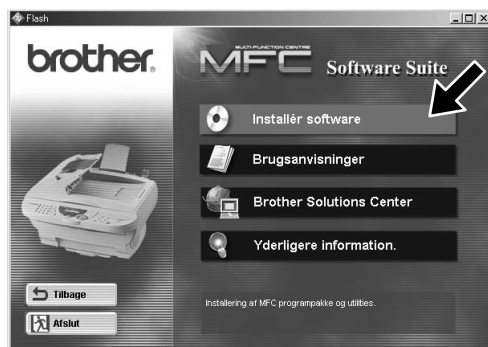 Flash
brother.
MULTI-FUNCTION CENTRE
MFC Software Suite
Installér software
Brugsanvisninger
Brother Solutions Center
Yderligere information.
Tilbage
Afslut
Installering af MFC programpakke og utilities.